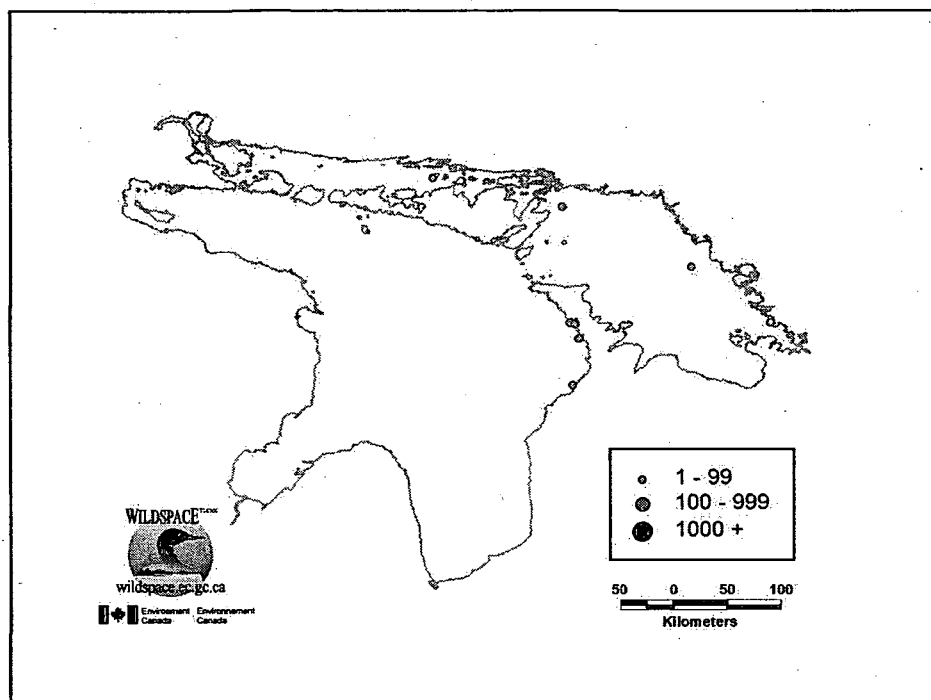 1 - 99
100 - 999
1000 +
WILDSPACE
wildspace.ec.gc.ca
Environment Canada
Environnement Canada
50 0 50 100
Kilometers